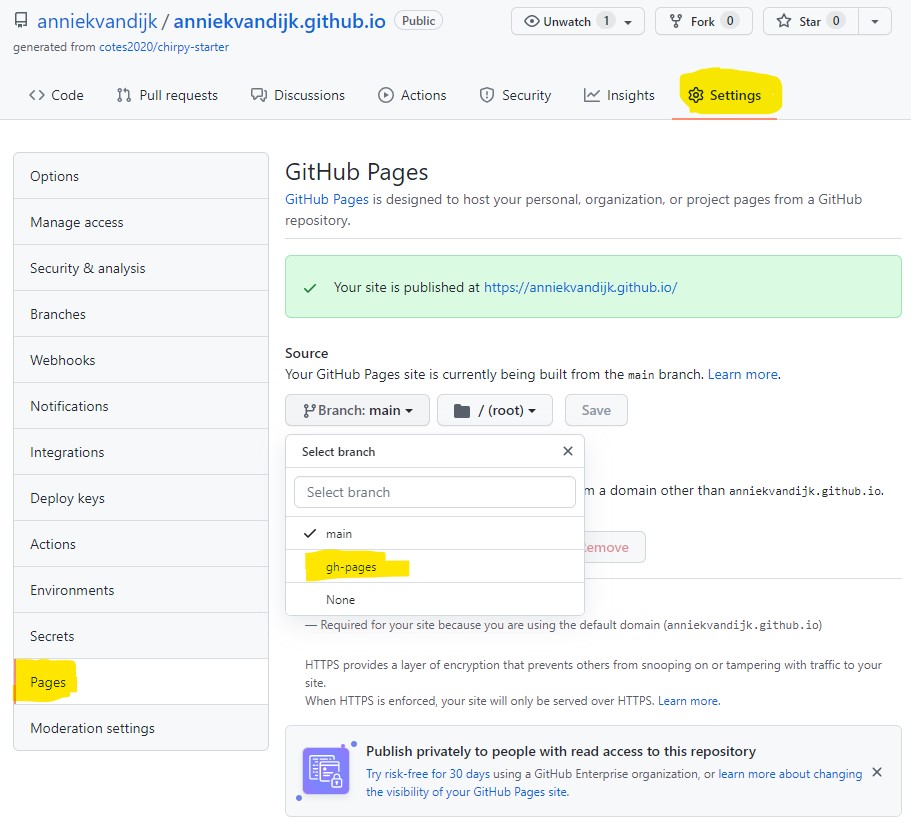 anniekvandijk / anniekvandijk.github.io Public
Unwatch 1 Fork 0 Star 0
generated from cotes2020/chirpy-starter
Code Pull requests Discussions Actions Security Insights Settings
Options
Manage access
Security & analysis
Branches
Webhooks
Notifications
Integrations
Deploy keys
Actions
Environments
Secrets
Pages
Moderation settings
GitHub Pages
GitHub Pages is designed to host your personal, organization, or project pages from a GitHub
repository.
Your site is published at https://anniekvandijk.github.io/
Source
Your GitHub Pages site is currently being built from the main branch. Learn more.
Branch: main / (root) Save
Select branch
Select branch
main
gh-pages
None
m a domain other than anniekvandijk.github.io.
emove
— Required for your site because you are using the default domain (anniekvandijk.github.io)
HTTPS provides a layer of encryption that prevents others from snooping on or tampering with traffic to your
site.
When HTTPS is enforced, your site will only be served over HTTPS. Learn more.
Publish privately to people with read access to this repository
Try risk-free for 30 days using a GitHub Enterprise organization, or learn more about changing
the visibility of your GitHub Pages site.